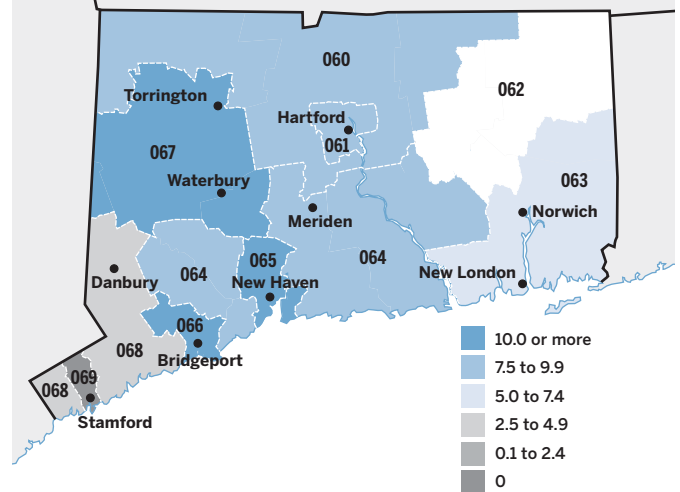 060
Torrington
062
Hartford
061
067
063
Waterbury
Meriden
Norwich
065
064
064
Danbury
New Haven
New London
066
10.0 or more
068
Bridgeport
7.5 to 9.9
069
068
5.0 to 7.4
Stamford
2.5 to 4.9
0.1 to 2.4
0